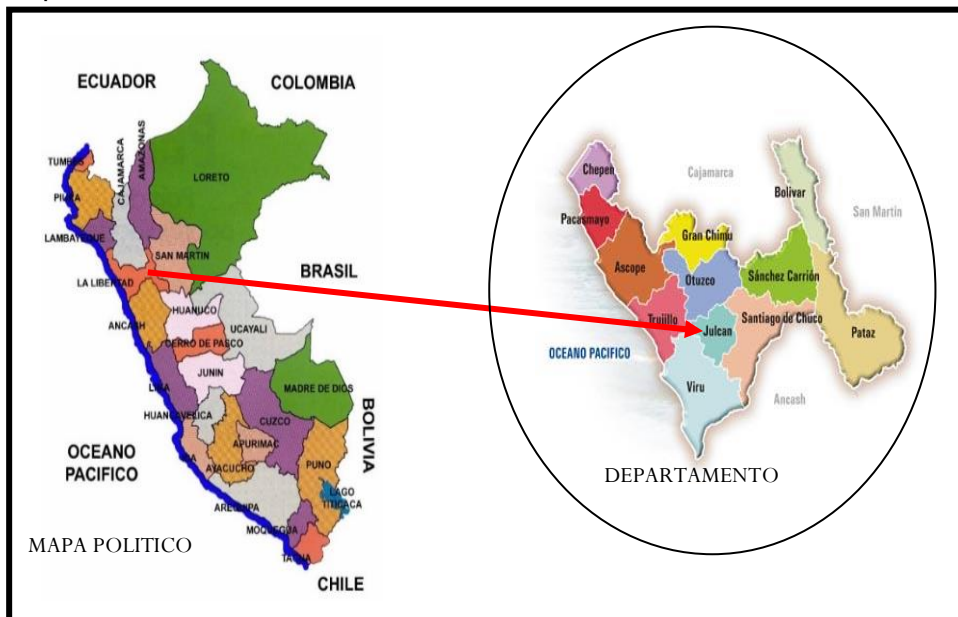 ECUADOR
COLOMBIA
TUMBES
PIURA
CAJAMARCA
AMAZONAS
LORETO
LAMBAYEQUE
SAN MARTIN
BRASIL
LA LIBERTAD
HUANUCO
ANCASH
UCAYALI
CERRO DE PASCO
JUNIN
LIMA
MADRE DE DIOS
HUANCAVELICA
CUZCO
BOLIVIA
OCEANO
PACIFICO
APURIMAC
AYACUCHO
PUNO
LAGO
TITICACA
AREQUIPA
MOQUEGUA
TACNA
CHILE
MAPA POLITICO
Chepen
Cajamarca
Bolivar
San Martín
Pacasmayo
Gran Chimu
Ascope
Otuzco
Sánchez Carrión
Trujillo
Julcan
Santiago de Chuco
Pataz
OCEANO PACIFICO
Viru
Ancash
DEPARTAMENTO